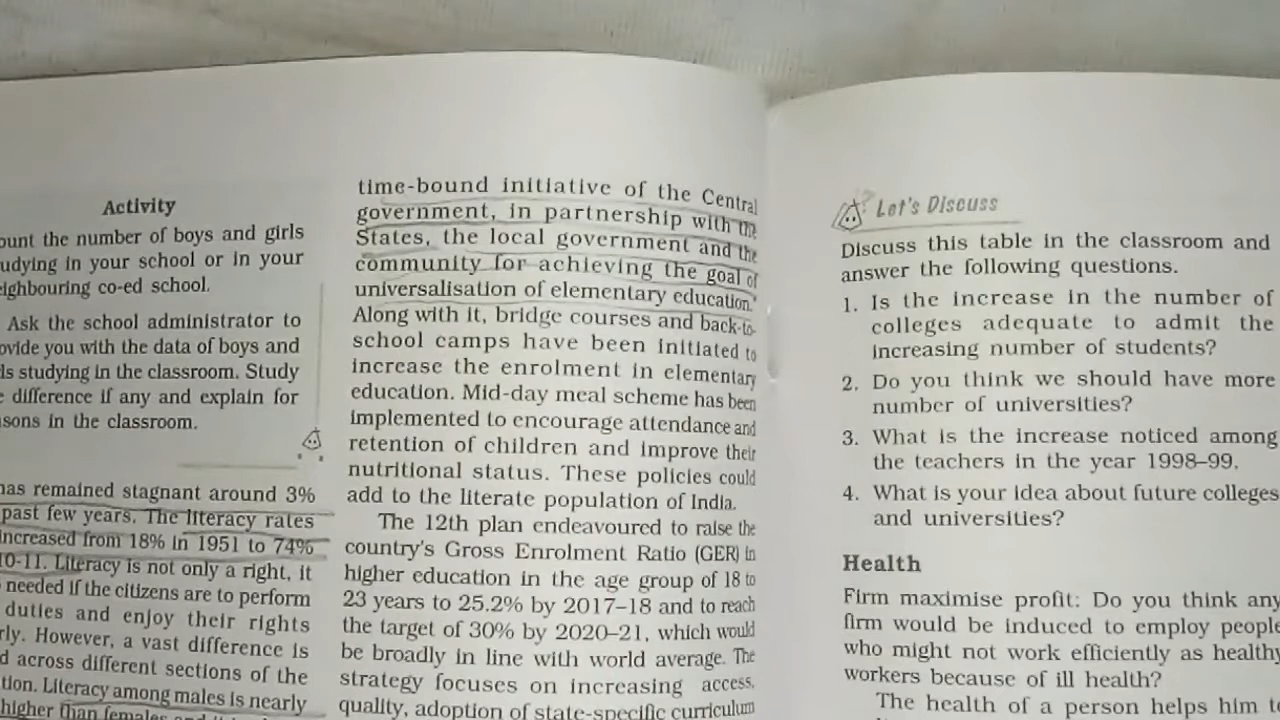 Activity
ount the number of boys and girls
udying in your school or in your
eighbouring co-ed school.
Ask the school administrator to
ovide you with the data of boys and
ls studying in the classroom. Study
e difference if any and explain for
sons in the classroom.
has remained stagnant around 3%
past few years. The literacy rates
increased from 18% in 1951 to 74%
10-11. Literacy is not only a right, it
needed if the citizens are to perform
duties and enjoy their rights
rly. However, a vast difference is
d across different sections of the
tion. Literacy among males is nearly
higher than females and it is
time-bound initiative of the Central
government, in partnership with the
States, the local government and the
community for achieving the goal of
universalisation of elementary education.'
Along with it, bridge courses and back-to-
school camps have been initiated to
increase the enrolment in elementary
education. Mid-day meal scheme has been
implemented to encourage attendance and
retention of children and improve their
nutritional status. These policies could
add to the literate population of India.
The 12th plan endeavoured to raise the
country's Gross Enrolment Ratio (GER) in
higher education in the age group of 18 to
23 years to 25.2% by 2017–18 and to reach
the target of 30% by 2020–21, which would
be broadly in line with world average. The
strategy focuses on increasing access,
quality, adoption of state-specific curriculum
Let's Discuss
Discuss this table in the classroom and
answer the following questions.
1. Is the increase in the number of
colleges adequate to admit the
increasing number of students?
2. Do you think we should have more
number of universities?
3. What is the increase noticed among
the teachers in the year 1998–99.
4. What is your idea about future colleges
and universities?
Health
Firm maximise profit: Do you think any
firm would be induced to employ people
who might not work efficiently as healthy
workers because of ill health?
The health of a person helps him to